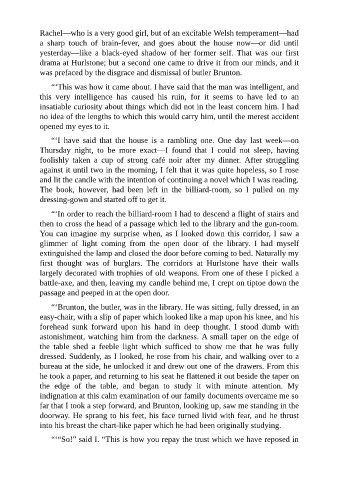 Rachel—who is a very good girl, but of an excitable Welsh temperament—had
a sharp touch of brain-fever, and goes about the house now—or did until
yesterday—like a black-eyed shadow of her former self. That was our first
drama at Hurlstone; but a second one came to drive it from our minds, and it
was prefaced by the disgrace and dismissal of butler Brunton.
“‘This was how it came about. I have said that the man was intelligent, and
this very intelligence has caused his ruin, for it seems to have led to an
insatiable curiosity about things which did not in the least concern him. I had
no idea of the lengths to which this would carry him, until the merest accident
opened my eyes to it.
“‘I have said that the house is a rambling one. One day last week—on
Thursday night, to be more exact—I found that I could not sleep, having
foolishly taken a cup of strong café noir after my dinner. After struggling
against it until two in the morning, I felt that it was quite hopeless, so I rose
and lit the candle with the intention of continuing a novel which I was reading.
The book, however, had been left in the billiard-room, so I pulled on my
dressing-gown and started off to get it.
“‘In order to reach the billiard-room I had to descend a flight of stairs and
then to cross the head of a passage which led to the library and the gun-room.
You can imagine my surprise when, as I looked down this corridor, I saw a
glimmer of light coming from the open door of the library. I had myself
extinguished the lamp and closed the door before coming to bed. Naturally my
first thought was of burglars. The corridors at Hurlstone have their walls
largely decorated with trophies of old weapons. From one of these I picked a
battle-axe, and then, leaving my candle behind me, I crept on tiptoe down the
passage and peeped in at the open door.
“‘Brunton, the butler, was in the library. He was sitting, fully dressed, in an
easy-chair, with a slip of paper which looked like a map upon his knee, and his
forehead sunk forward upon his hand in deep thought. I stood dumb with
astonishment, watching him from the darkness. A small taper on the edge of
the table shed a feeble light which sufficed to show me that he was fully
dressed. Suddenly, as I looked, he rose from his chair, and walking over to a
bureau at the side, he unlocked it and drew out one of the drawers. From this
he took a paper, and returning to his seat he flattened it out beside the taper on
the edge of the table, and began to study it with minute attention. My
indignation at this calm examination of our family documents overcame me so
far that I took a step forward, and Brunton, looking up, saw me standing in the
doorway. He sprang to his feet, his face turned livid with fear, and he thrust
into his breast the chart-like paper which he had been originally studying.
“‘“So!” said I. “This is how you repay the trust which we have reposed in